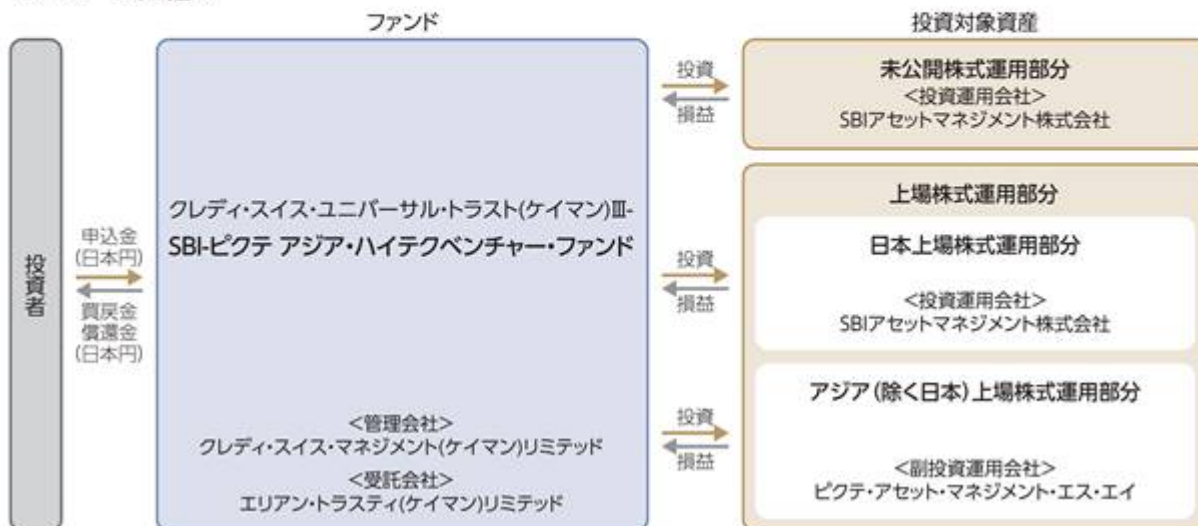 ファンド
投資対象資産
投資者
申込金
(日本円)
買戻金
償還金
(日本円)
クレディ・スイス・ユニバーサル・トラスト(ケイマン)Ⅲ-
SBI-ピクテ アジア・ハイテクベンチャー・ファンド
<管理会社>
クレディ・スイス・マネジメント(ケイマン)リミテッド
<受託会社>
エリアン・トラスティ(ケイマン)リミテッド
投資
損益
未公開株式運用部分
<投資運用会社>
SBIアセットマネジメント株式会社
上場株式運用部分
投資
損益
日本上場株式運用部分
<投資運用会社>
SBIアセットマネジメント株式会社
投資
損益
アジア(除く日本)上場株式運用部分
<副投資運用会社>
ピクテ・アセット・マネジメント・エス・エイ